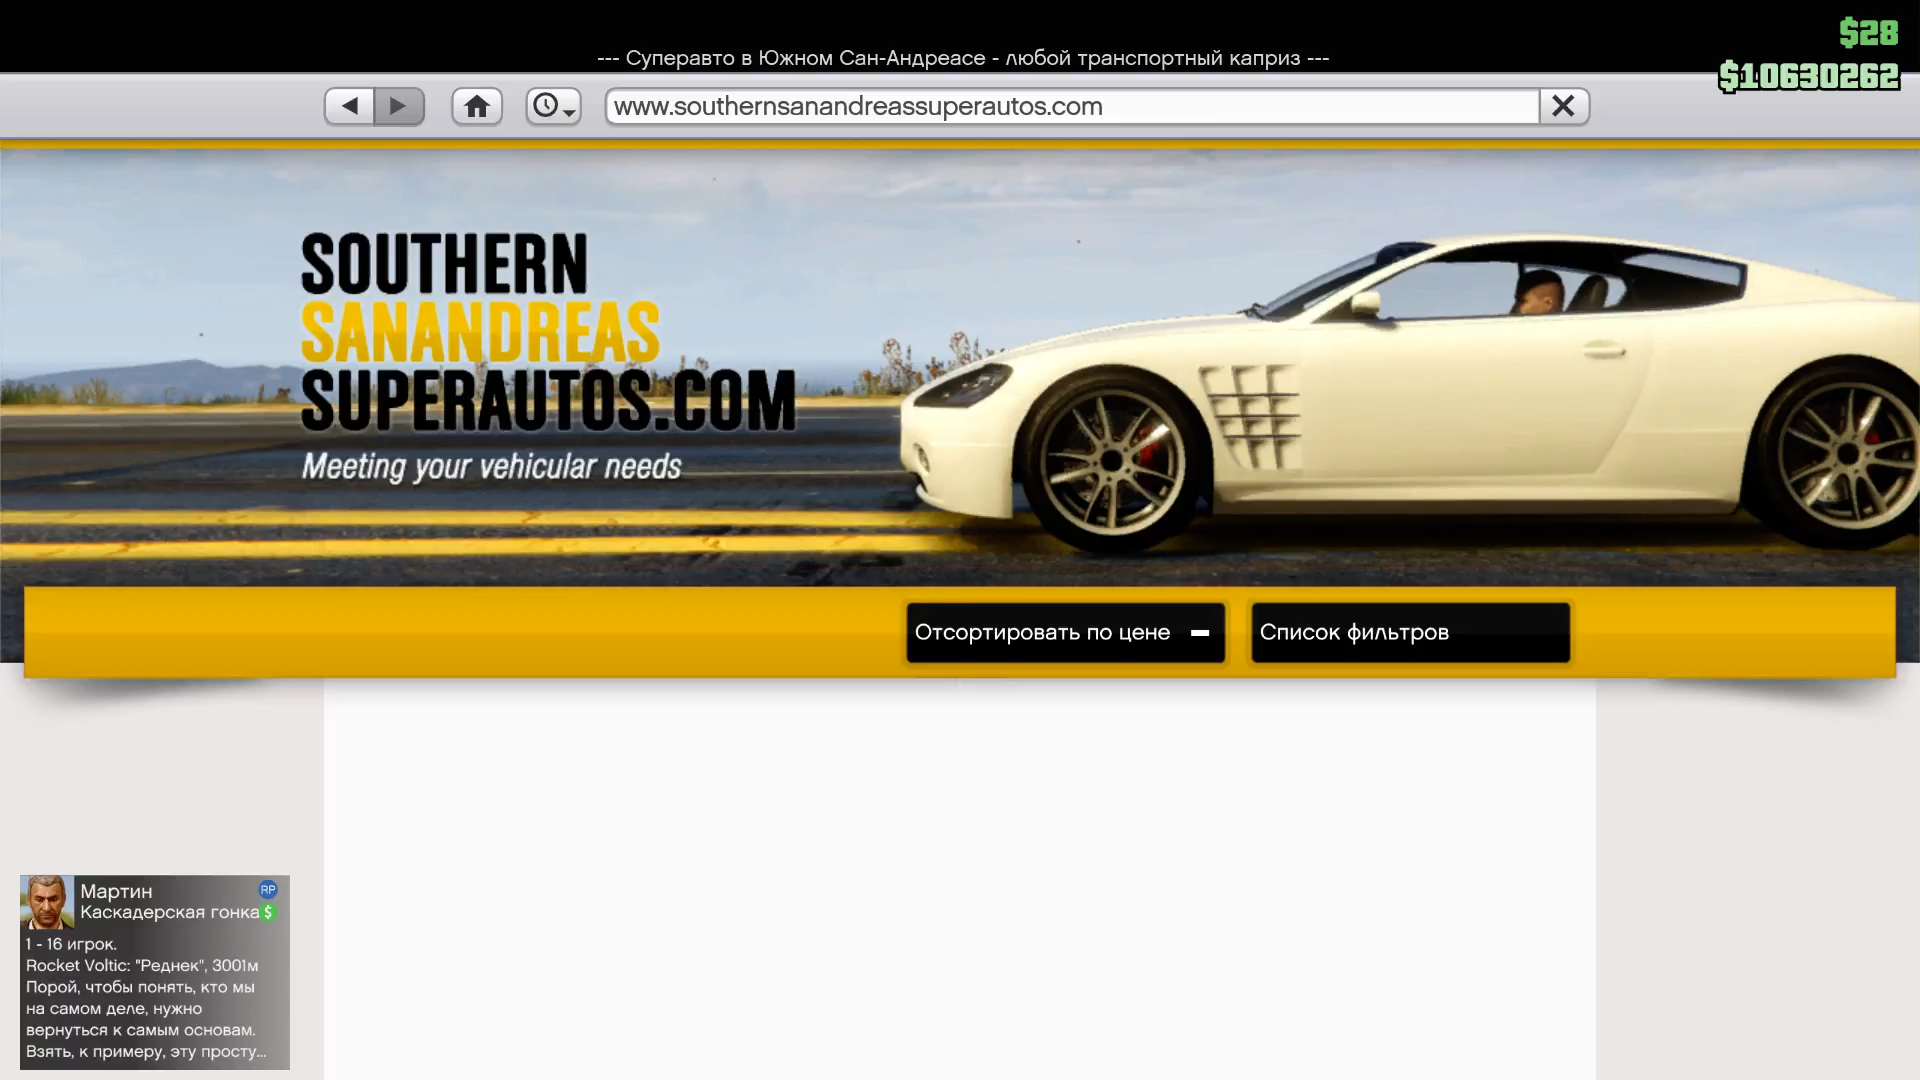 $28
--- Суперавто в Южном Сан-Андреасе - любой транспортный каприз ---
$10630262
www.southernsanandreassuperautos.com
SOUTHERN
SANANDREAS
SUPERAUTOS.COM
Meeting your vehicular needs
Отсортировать по цене
Список фильтров
Мартин RP
Каскадерская гонка $
1 - 16 игрок.
Rocket Voltic: "Реднек", 3001м
Порой, чтобы понять, кто мы
на самом деле, нужно
вернуться к самым основам.
Взять, к примеру, эту просту...